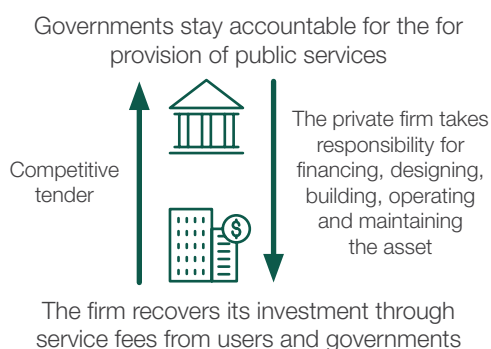 Governments stay accountable for the for
provision of public services
Competitive
tender
The private firm takes
responsibility for
financing, designing,
building, operating
and maintaining
the asset
$
The firm recovers its investment through
service fees from users and governments